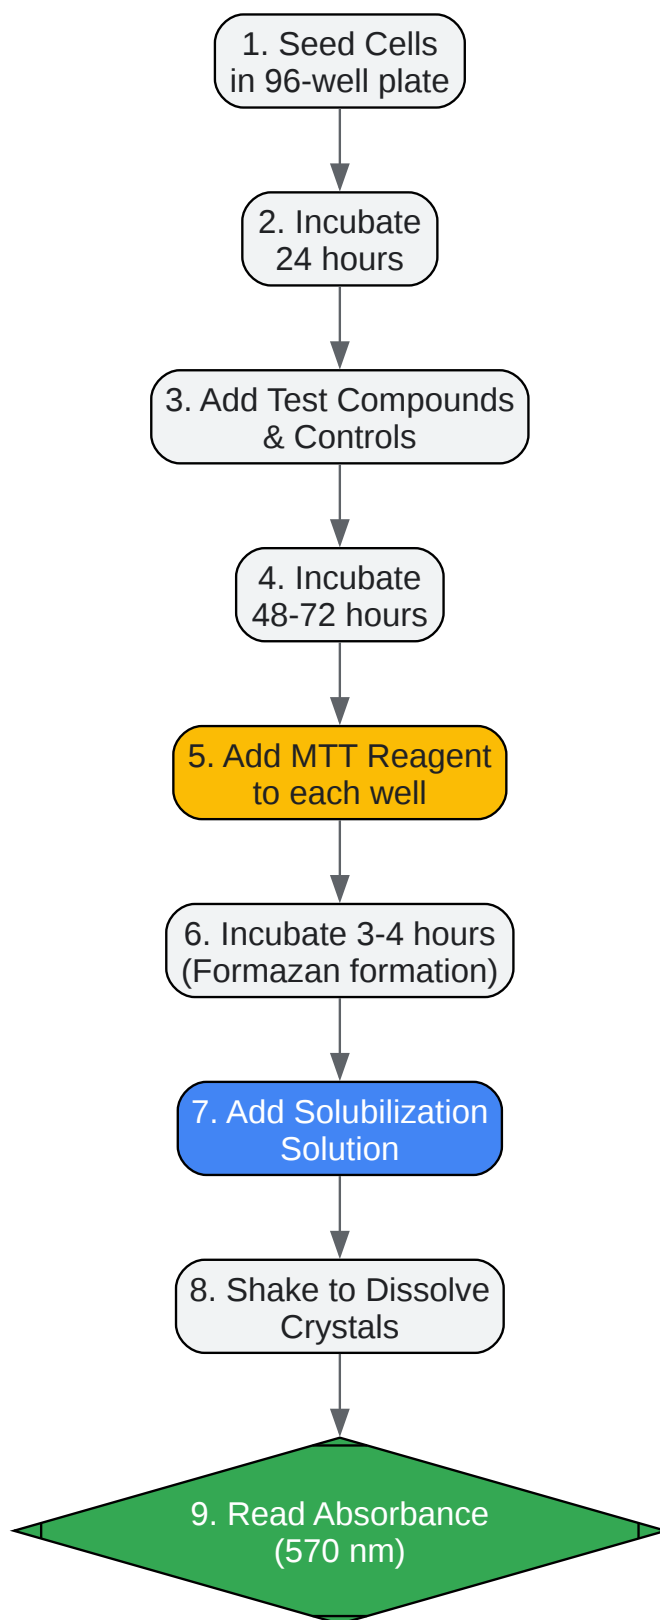 1. Seed Cells
in 96-well plate
2. Incubate
24 hours
3. Add Test Compounds
& Controls
4. Incubate
48-72 hours
5. Add MTT Reagent
to each well
6. Incubate 3-4 hours
(Formazan formation)
7. Add Solubilization
Solution
8. Shake to Dissolve
Crystals
9. Read Absorbance
(570 nm)